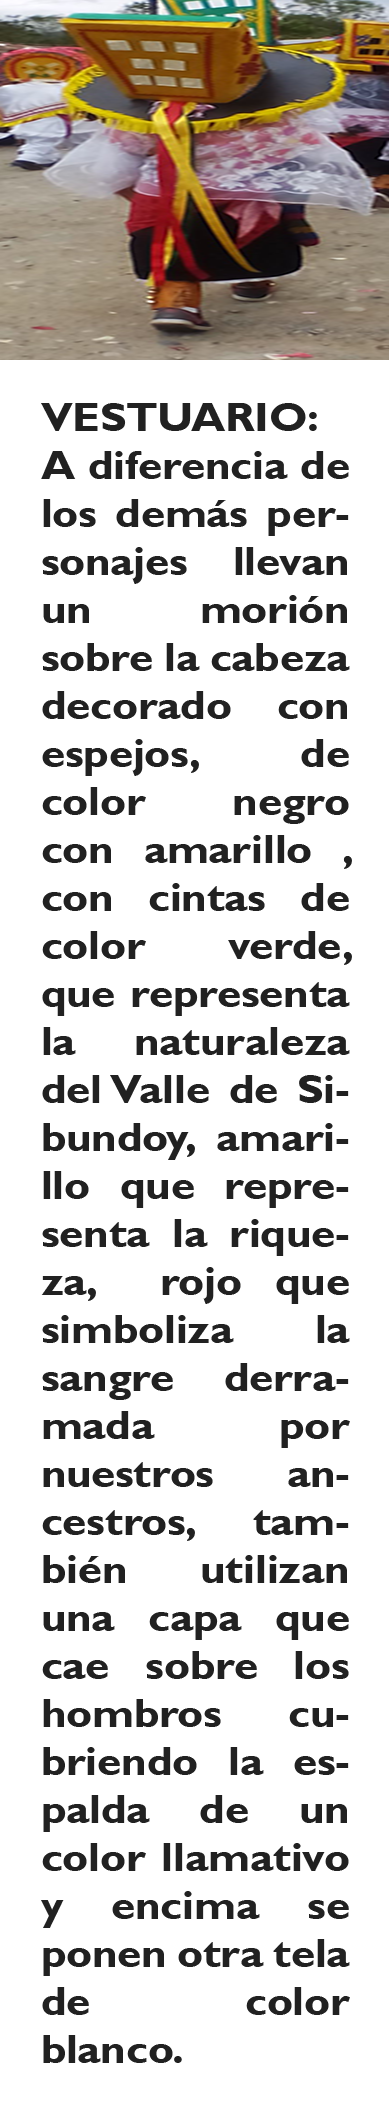 VESTUARIO:
A diferencia de
los demás per-
sonajes llevan
un morión
sobre la cabeza
decorado con
espejos, de
color negro
con amarillo ,
con cintas de
color verde,
que representa
la naturaleza
del Valle de Si-
bundoy, amari-
llo que repre-
senta la rique-
za, rojo que
simboliza la
sangre derra-
mada por
nuestros an-
cestros, tam-
bién utilizan
una capa que
cae sobre los
hombros cu-
briendo la es-
palda de un
color llamativo
y encima se
ponen otra tela
de color
blanco.